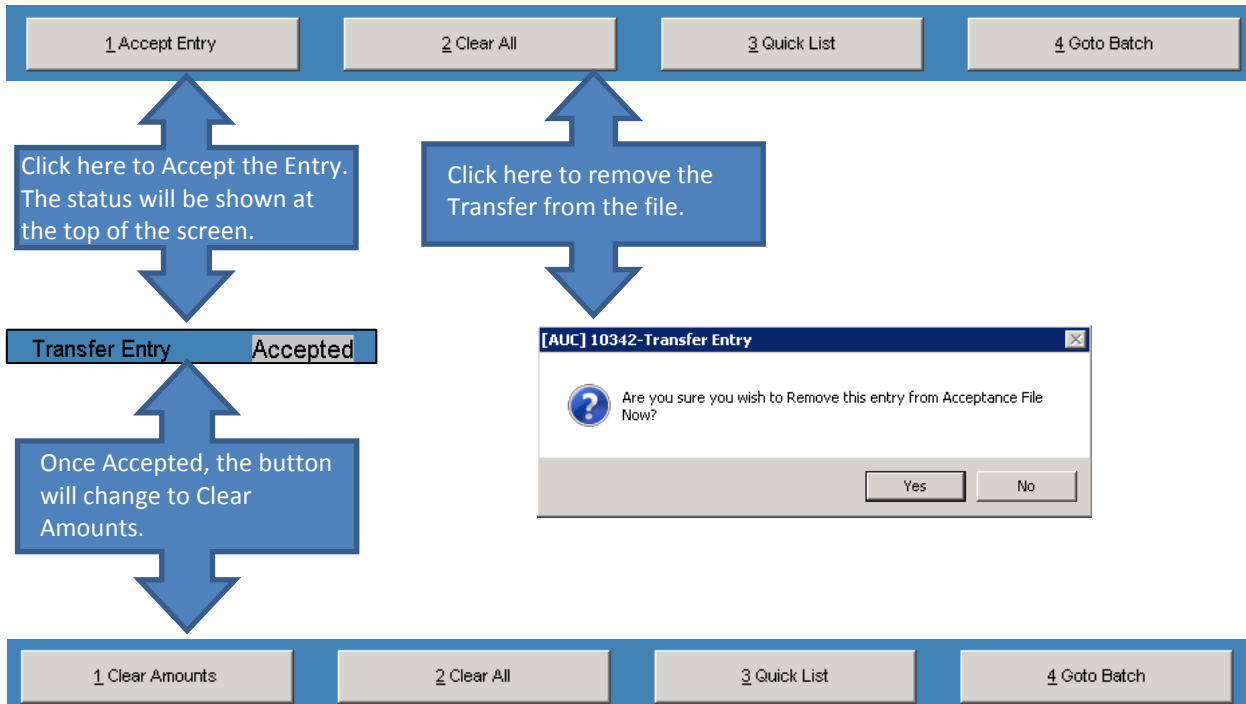 1 Accept Entry
2 Clear All
3 Quick List
4 Goto Batch
Click here to Accept the Entry.
The status will be shown at
the top of the screen.
Click here to remove the
Transfer from the file.
Transfer Entry Accepted
[AUC] 10342-Transfer Entry
Are you sure you wish to Remove this entry from Acceptance File
Now?
Yes
No
Once Accepted, the button
will change to Clear
Amounts.
1 Clear Amounts
2 Clear All
3 Quick List
4 Goto Batch